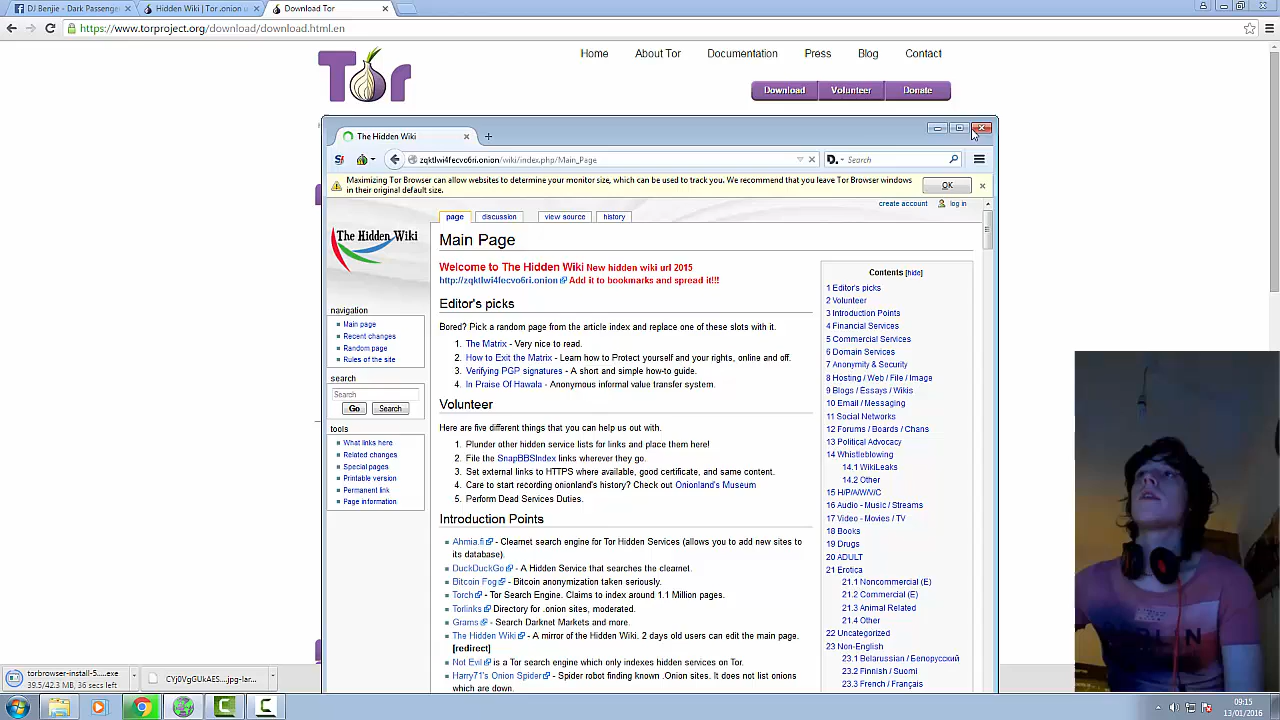 DJ Benjie - Dark Passenge
Hidden Wiki | Tor .onion u
Download Tor
https://www.torproject.org/download/download.html.en
Tor
Home About Tor Documentation Press Blog Contact
Download Volunteer Donate
The Hidden Wiki
zqktlwi4fecvo6ri.onion/wiki/index.php/Main_Page
Search
Maximizing Tor Browser can allow websites to determine your monitor size, which can be used to track you. We recommend that you leave Tor Browser windows
in their original default size.
OK
create account log in
page discussion view source history
The Hidden Wiki
navigation
Main page
Recent changes
Random page
Rules of the site
search
Search
Go Search
tools
What links here
Related changes
Special pages
Printable version
Permanent link
Page information
Main Page
Welcome to The Hidden Wiki New hidden wiki url 2015
http://zqktlwi4fecvo6ri.onion Add it to bookmarks and spread it!!!
Editor's picks
Bored? Pick a random page from the article index and replace one of these slots with it.
1. The Matrix - Very nice to read.
2. How to Exit the Matrix - Learn how to Protect yourself and your rights, online and off.
3. Verifying PGP signatures - A short and simple how-to guide.
4. In Praise Of Hawala - Anonymous informal value transfer system.
Volunteer
Here are five different things that you can help us out with.
1. Plunder other hidden service lists for links and place them here!
2. File the SnapBBSIndex links wherever they go.
3. Set external links to HTTPS where available, good certificate, and same content.
4. Care to start recording onionland's history? Check out Onionland's Museum
5. Perform Dead Services Duties.
Introduction Points
Ahmia.fi - Clearnet search engine for Tor Hidden Services (allows you to add new sites to
its database).
DuckDuckGo - A Hidden Service that searches the clearnet.
Bitcoin Fog - Bitcoin anonymization taken seriously.
Torch - Tor Search Engine. Claims to index around 1.1 Million pages.
Torlinks Directory for .onion sites, moderated.
Grams - Search Darknet Markets and more.
The Hidden Wiki - A mirror of the Hidden Wiki. 2 days old users can edit the main page.
[redirect]
Not Evil is a Tor search engine which only indexes hidden services on Tor.
Harry71's Onion Spider - Spider robot finding known .Onion sites. It does not list onions
which are down.
Contents [hide]
1 Editor's picks
2 Volunteer
3 Introduction Points
4 Financial Services
5 Commercial Services
6 Domain Services
7 Anonymity & Security
8 Hosting / Web / File / Image
9 Blogs / Essays / Wikis
10 Email / Messaging
11 Social Networks
12 Forums / Boards / Chans
13 Political Advocacy
14 Whistleblowing
14.1 WikiLeaks
14.2 Other
15 H/P/A/W/V/C
16 Audio - Music / Streams
17 Video - Movies / TV
18 Books
19 Drugs
20 ADULT
21 Erotica
21.1 Noncommercial (E)
21.2 Commercial (E)
21.3 Animal Related
21.4 Other
22 Uncategorized
23 Non-English
23.1 Belarussian / Белорусский
23.2 Finnish / Suomi
23.3 French / Français
torbrowser-install-5....exe
39.5/42.3 MB, 36 secs left
CYj0VgGUkAE5....jpg-lar...
09:15
13/01/2016